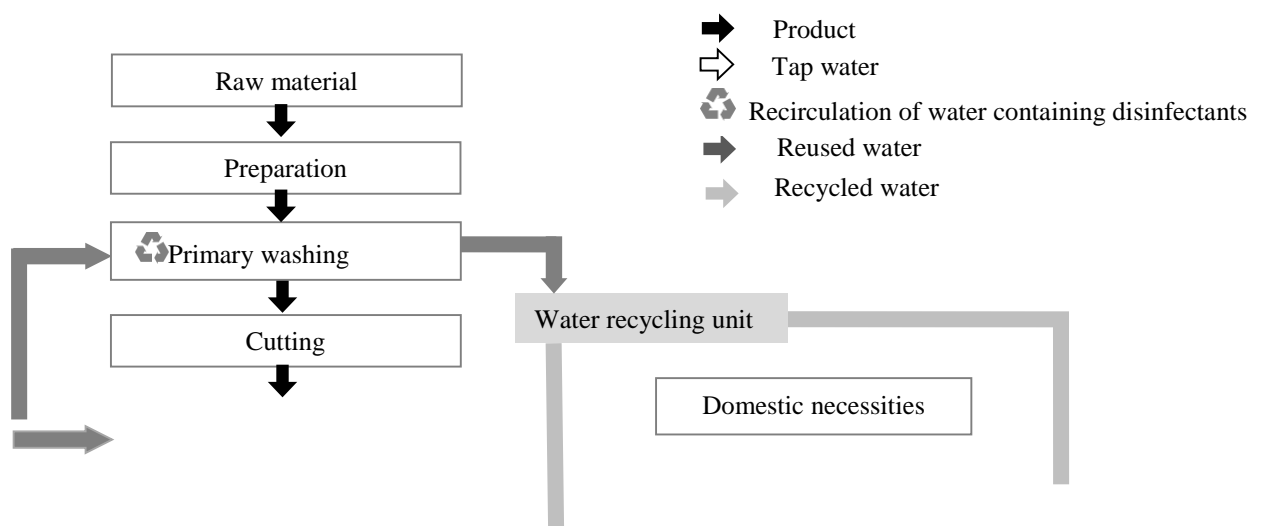 Product
Tap water
Recirculation of water containing disinfectants
Reused water
Recycled water
Raw material
Preparation
Primary washing
Cutting
Water recycling unit
Domestic necessities